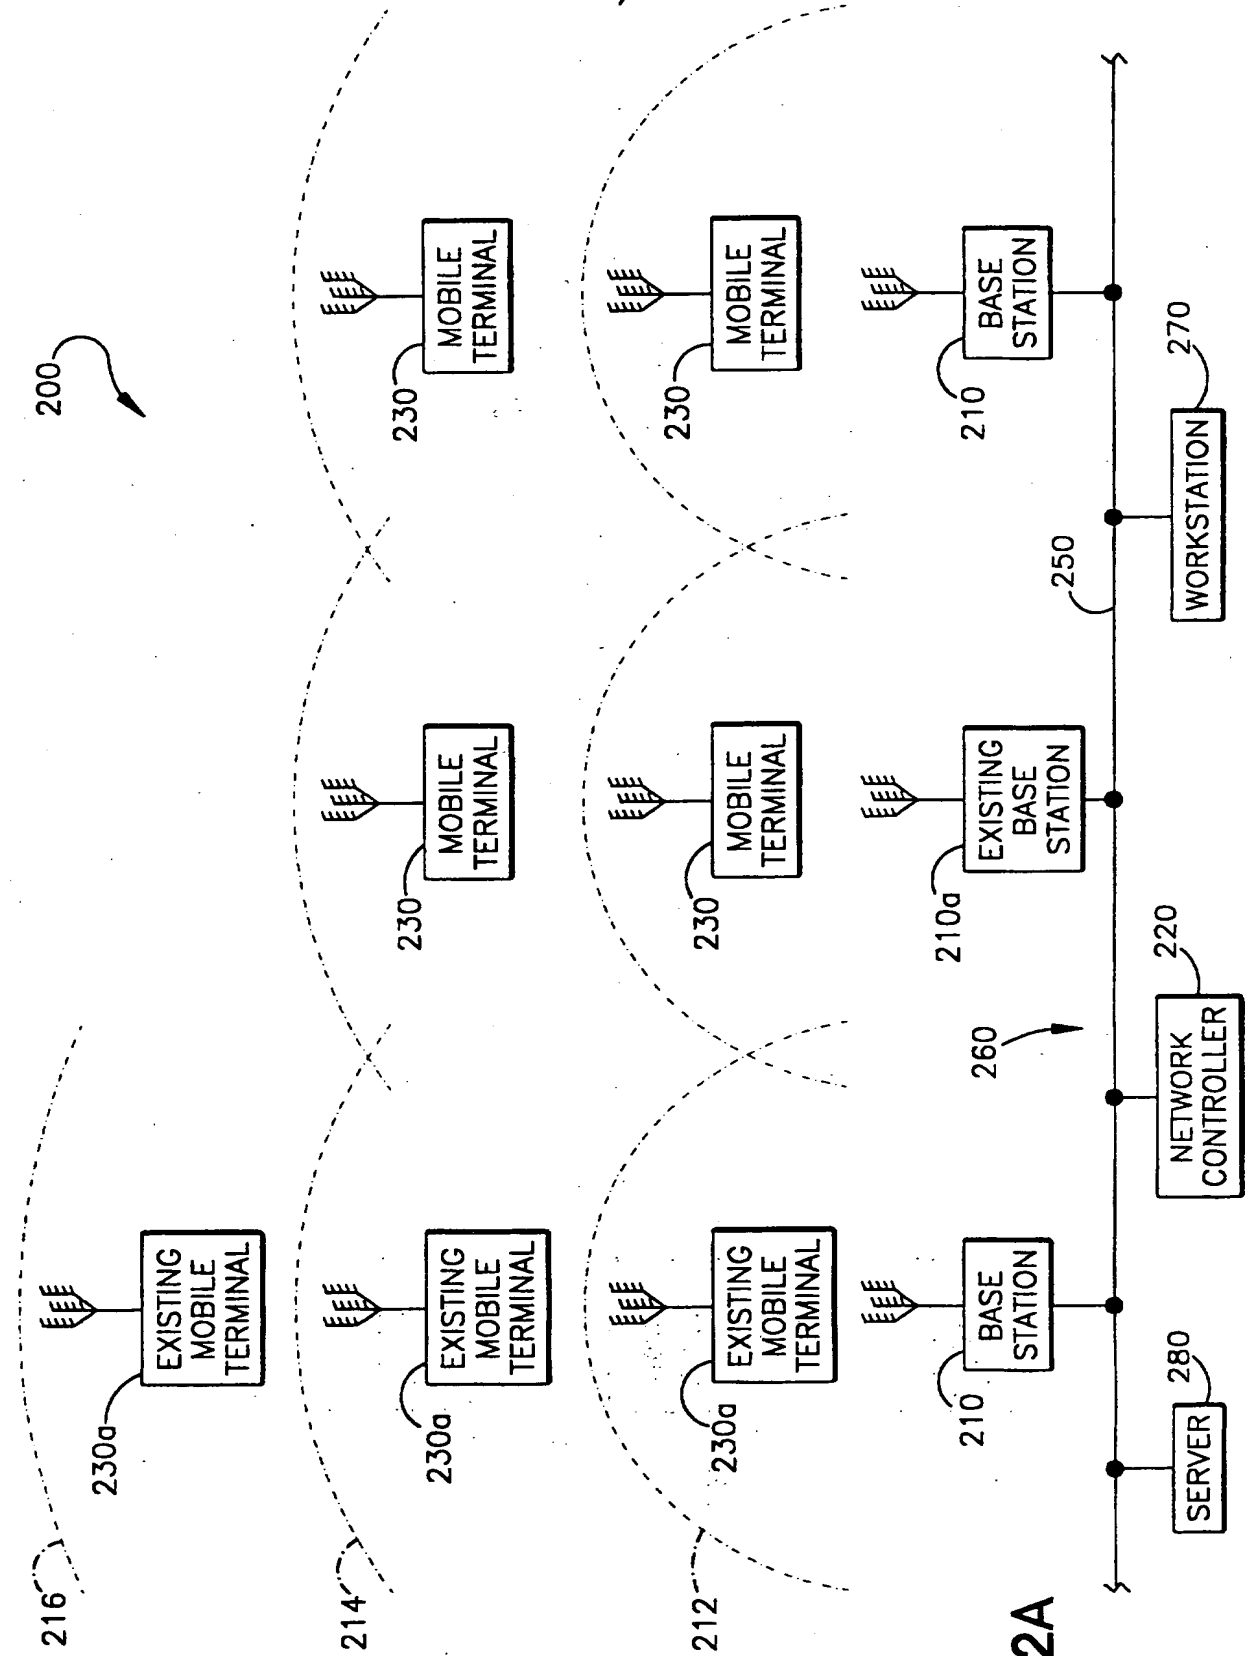 200
216
230a
EXISTING
MOBILE
TERMINAL
214
230a
EXISTING
MOBILE
TERMINAL
230
MOBILE
TERMINAL
230
MOBILE
TERMINAL
212
230a
EXISTING
MOBILE
TERMINAL
230
MOBILE
TERMINAL
230
MOBILE
TERMINAL
210
BASE
STATION
210a
EXISTING
BASE
STATION
210
BASE
STATION
260
250
280
SERVER
220
NETWORK
CONTROLLER
270
WORKSTATION
2A